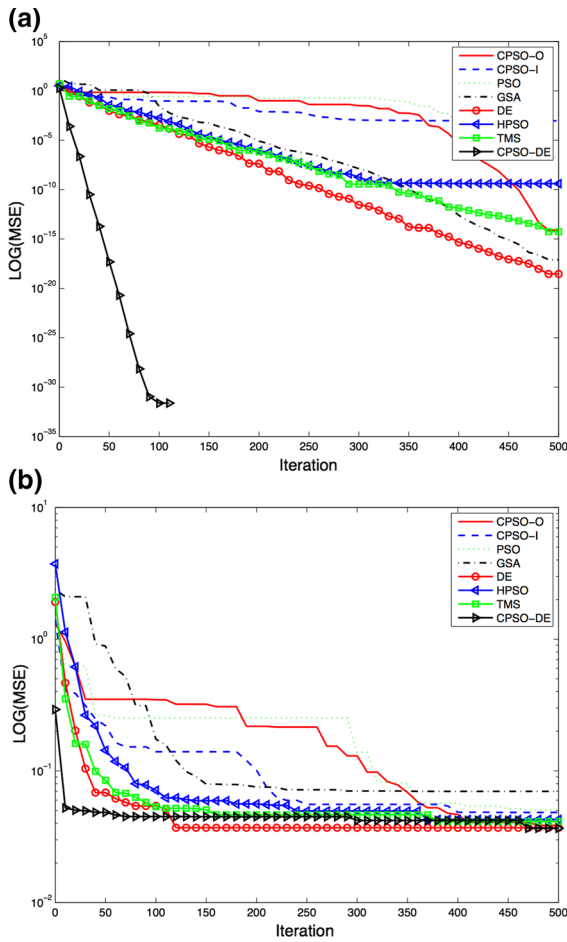 (a)
10^5
10^0
10^-5
10^-10
10^-15
10^-20
10^-25
10^-30
10^-35
LOG(MSE)
CPSO-O
CPSO-I
PSO
GSA
DE
HPSO
TMS
CPSO-DE
0 50 100 150 200 250 300 350 400 450 500
Iteration
(b)
10^1
10^0
10^-1
10^-2
LOG(MSE)
CPSO-O
CPSO-I
PSO
GSA
DE
HPSO
TMS
CPSO-DE
0 50 100 150 200 250 300 350 400 450 500
Iteration